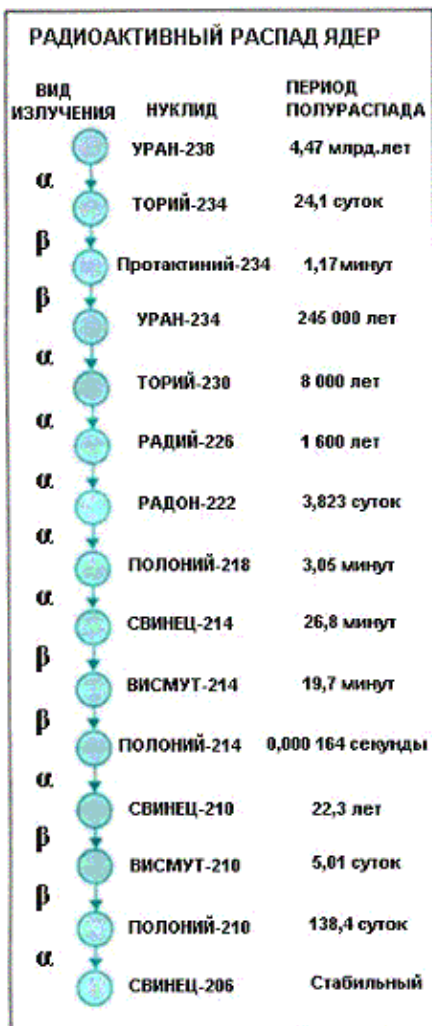 РАДИОАКТИВНЫЙ РАСПАД ЯДЕР
ВИД ИЗЛУЧЕНИЯ НУКЛИД ПЕРИОД ПОЛУРАСПАДА
УРАН-238 4,47 млрд.лет
α
ТОРИЙ-234 24,1 суток
β
Протактиний-234 1,17минут
β
УРАН-234 245 000 лет
α
ТОРИЙ-230 8 000 лет
α
РАДИЙ-226 1 600 лет
α
РАДОН-222 3,823 суток
α
ПОЛОНИЙ-218 3,05 минут
α
СВИНЕЦ-214 26,8 минут
β
ВИСМУТ-214 19,7 минут
β
ПОЛОНИЙ-214 0,000 164 секунды
α
СВИНЕЦ-210 22,3 лет
β
ВИСМУТ-210 5,01 суток
β
ПОЛОНИЙ-210 138,4 суток
α
СВИНЕЦ-206 Стабильный